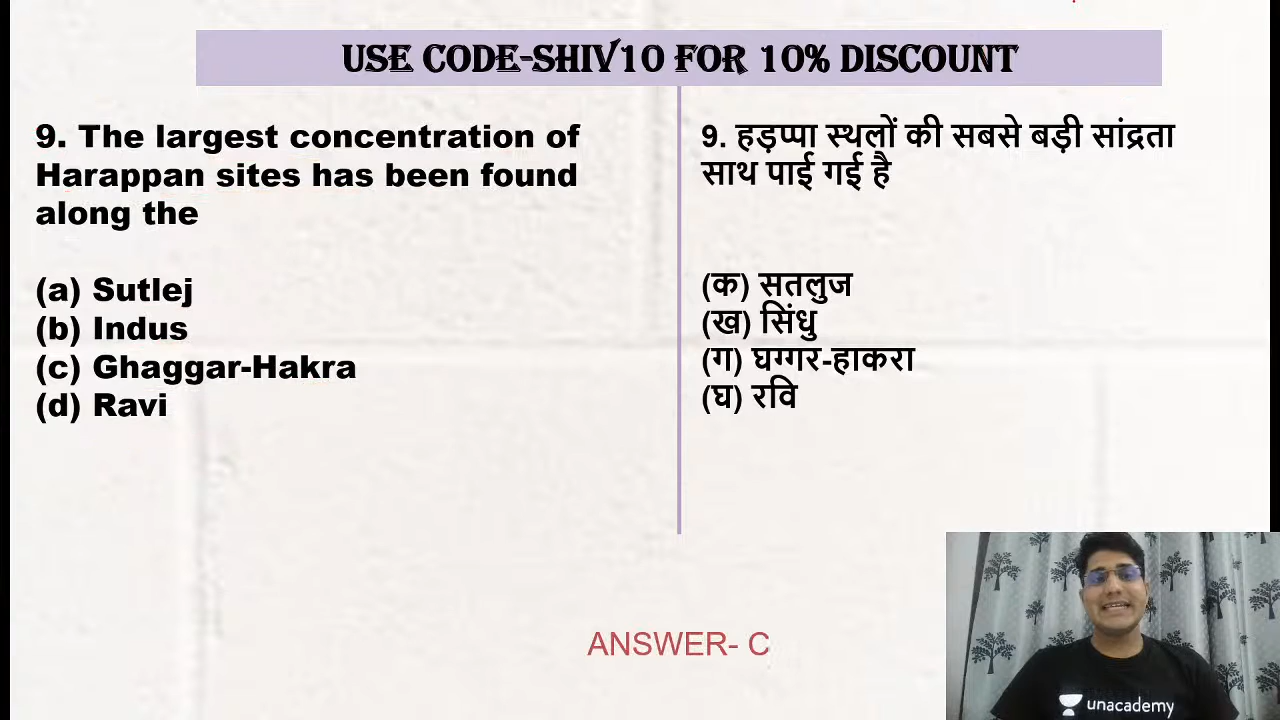 USE CODE-SHIV10 FOR 10% DISCOUNT
9. The largest concentration of
Harappan sites has been found
along the
(a) Sutlej
(b) Indus
(c) Ghaggar-Hakra
(d) Ravi
9. हड़प्पा स्थलों की सबसे बड़ी सांद्रता
साथ पाई गई है
(क) सतलुज
(ख) सिंधु
(ग) घग्गर-हाकरा
(घ) रवि
ANSWER- C
unacademy